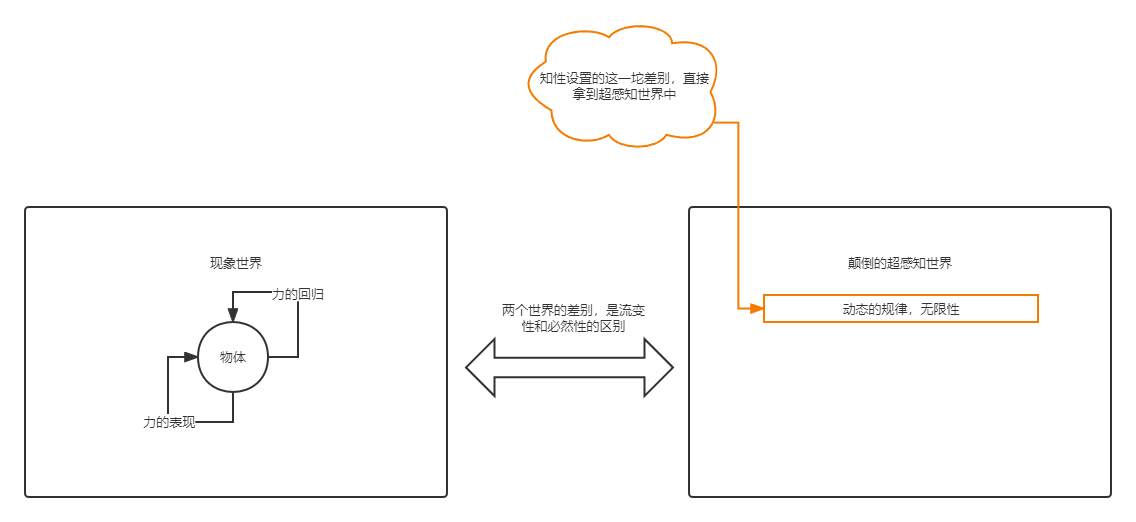 知性设置的这一坨差别，直接
拿到超感知世界中
现象世界
力的回归
物体
力的表现
两个世界的差别，是流变
性和必然性的区别
颠倒的超感知世界
动态的规律，无限性